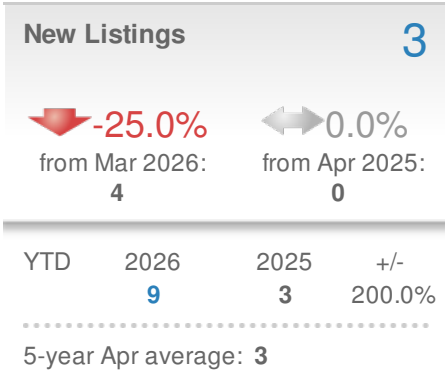 New Listings 3
-25.0% 0.0%
from Mar 2026: from Apr 2025:
4 0
YTD 2026 2025 +/-
9 3 200.0%
5-year Apr average: 3